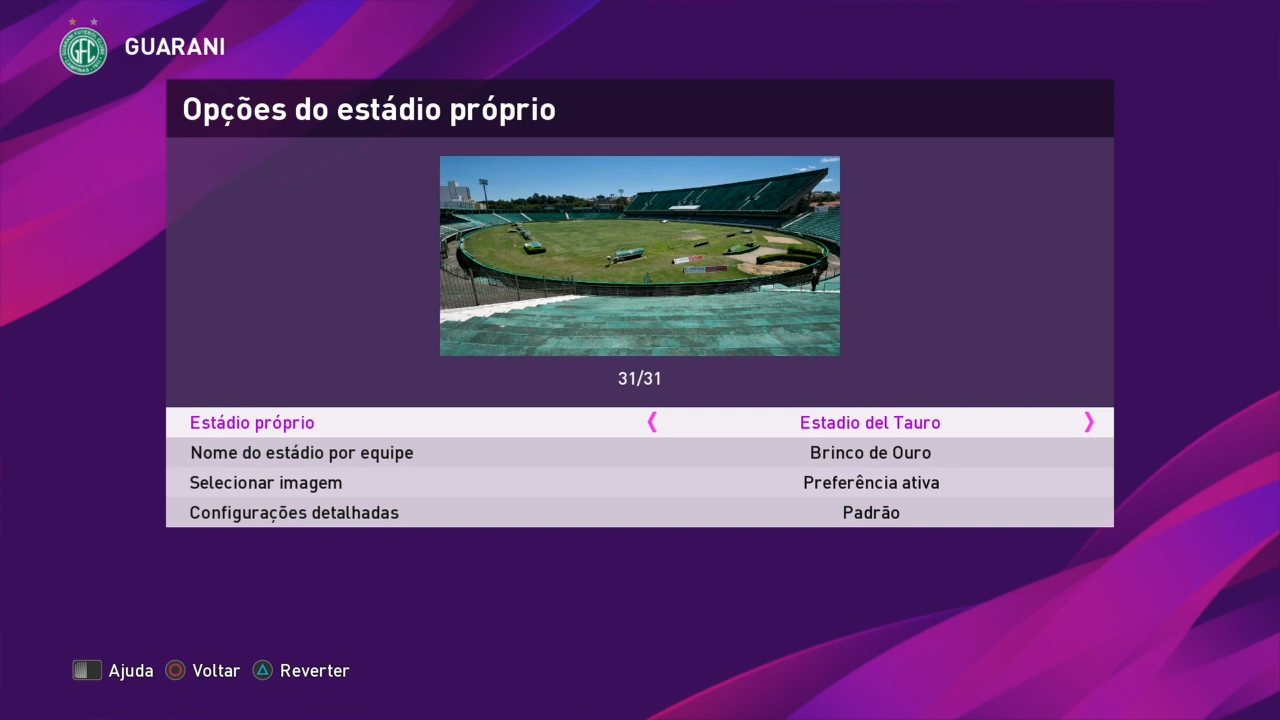 GUARANI
Opções do estádio próprio
31/31
Estádio próprio Estadio del Tauro
Nome do estádio por equipe Brinco de Ouro
Selecionar imagem Preferência ativa
Configurações detalhadas Padrão
Ajuda Voltar Reverter